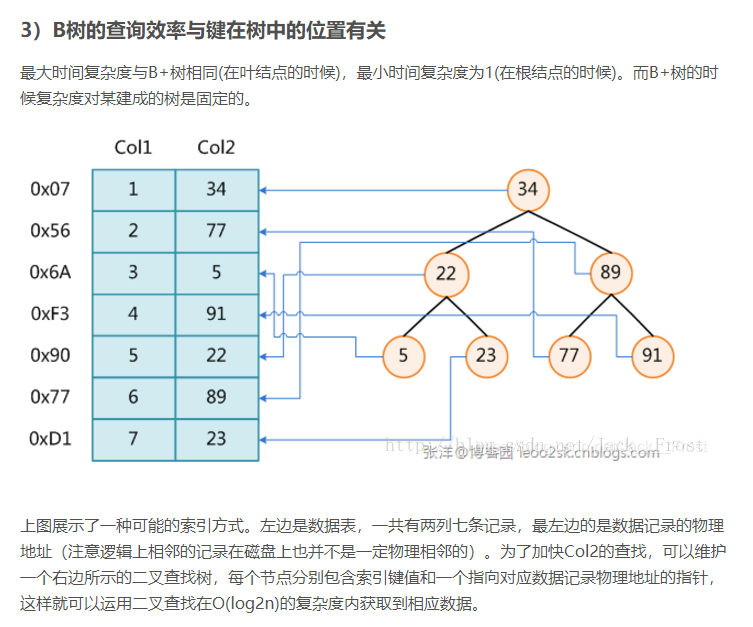 3）B树的查询效率与键在树中的位置有关
最大时间复杂度与B+树相同(在叶结点的时候)，最小时间复杂度为1(在根结点的时候)。而B+树的时
候复杂度对某建成的树是固定的。
Col1 Col2
0x07 1 34 34
0x56 2 77
0x6A 3 5 22 89
0xF3 4 91
0x90 5 22 5 23 77 91
0x77 6 89
0xD1 7 23
http://blog.csdn.net/Jack__Frost
张洋@博客园 leoo2sk.cnblogs.com
上图展示了一种可能的索引方式。左边是数据表，一共有两列七条记录，最左边的是数据记录的物理
地址（注意逻辑上相邻的记录在磁盘上也并不是一定物理相邻的）。为了加快Col2的查找，可以维护
一个右边所示的二叉查找树，每个节点分别包含索引键值和一个指向对应数据记录物理地址的指针，
这样就可以运用二叉查找在O(log2n)的复杂度内获取到相应数据。